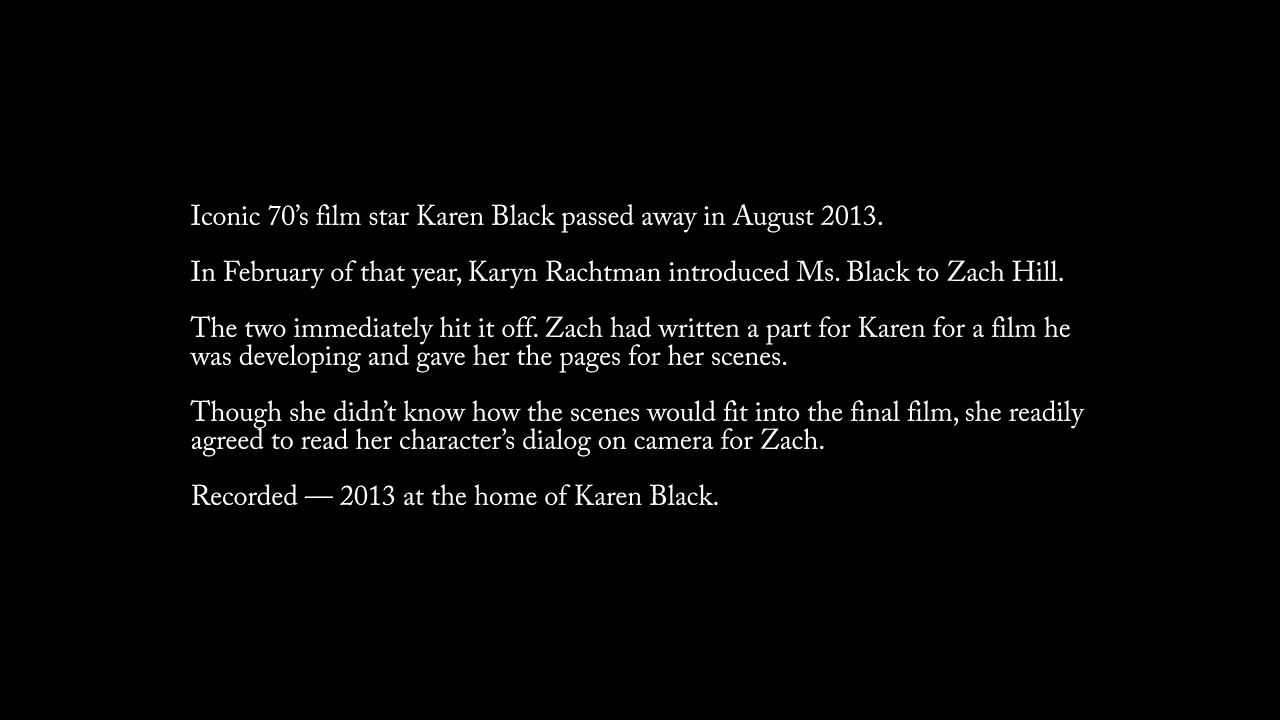 Iconic 70’s film star Karen Black passed away in August 2013.
In February of that year, Karyn Rachtman introduced Ms. Black to Zach Hill.
The two immediately hit it off. Zach had written a part for Karen for a film he
was developing and gave her the pages for her scenes.
Though she didn’t know how the scenes would fit into the final film, she readily
agreed to read her character’s dialog on camera for Zach.
Recorded — 2013 at the home of Karen Black.